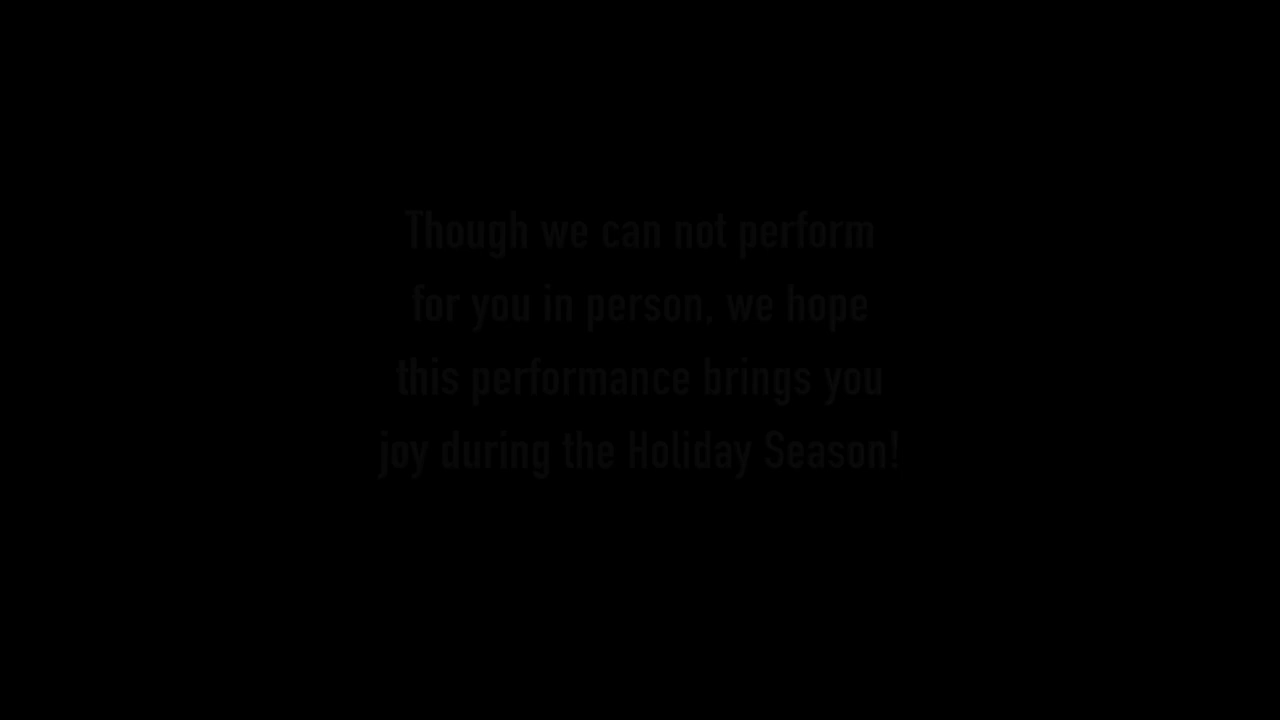 Though we can not perform
for you in person, we hope
this performance brings you
joy during the Holiday Season!